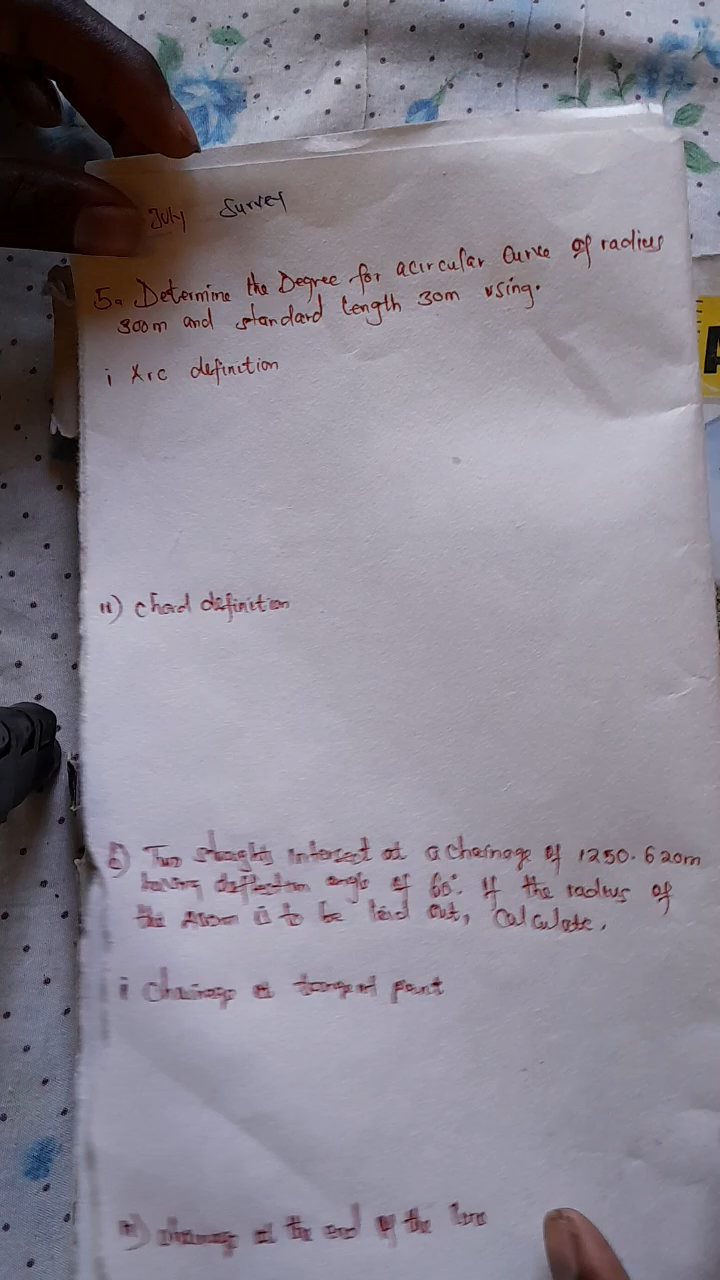 July Survey
5a Determine the Degree for a circular Curve of radius
300m and standard length 30m using.
i Arc definition
ii) Chord definition
b) Two straights intersect at a chainage of 1250.620m
having deflection angle of 60°. If the radius of
the is to be laid out, Calculate.
i Chainage tangent point
ii) chainage at the end of the